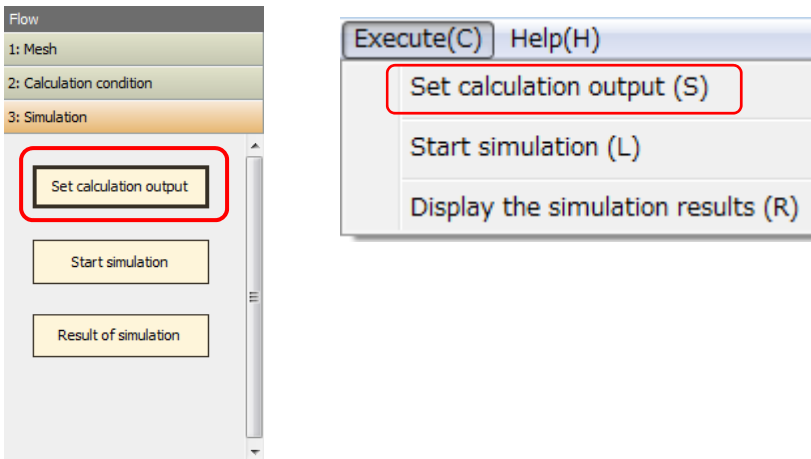 Flow
1: Mesh
2: Calculation condition
3: Simulation
Set calculation output
Start simulation
Result of simulation
Execute(C) Help(H)
Set calculation output (S)
Start simulation (L)
Display the simulation results (R)